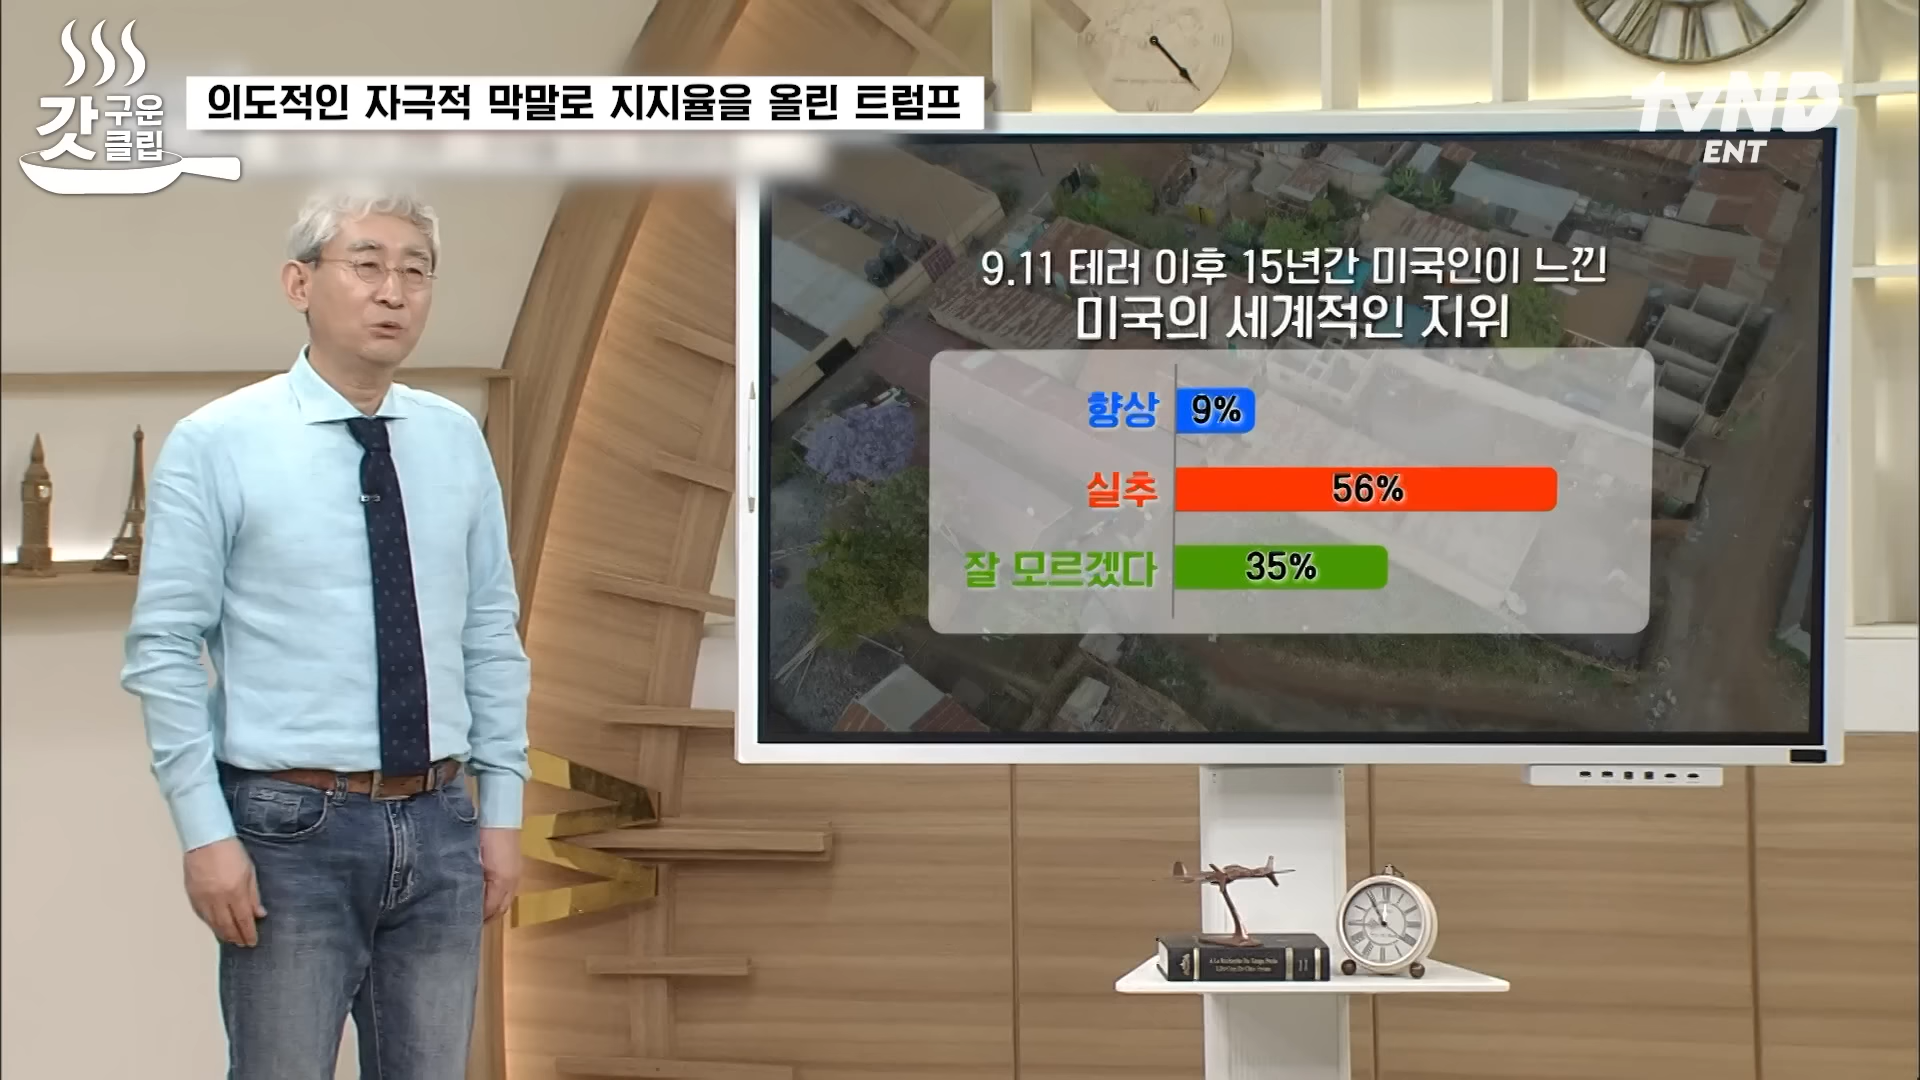 갓 구운 클립
의도적인 자극적 막말로 지지율을 올린 트럼프
tvND
ENT
9.11 테러 이후 15년간 미국인이 느낀
미국의 세계적인 지위
향상 9%
실추 56%
잘 모르겠다 35%